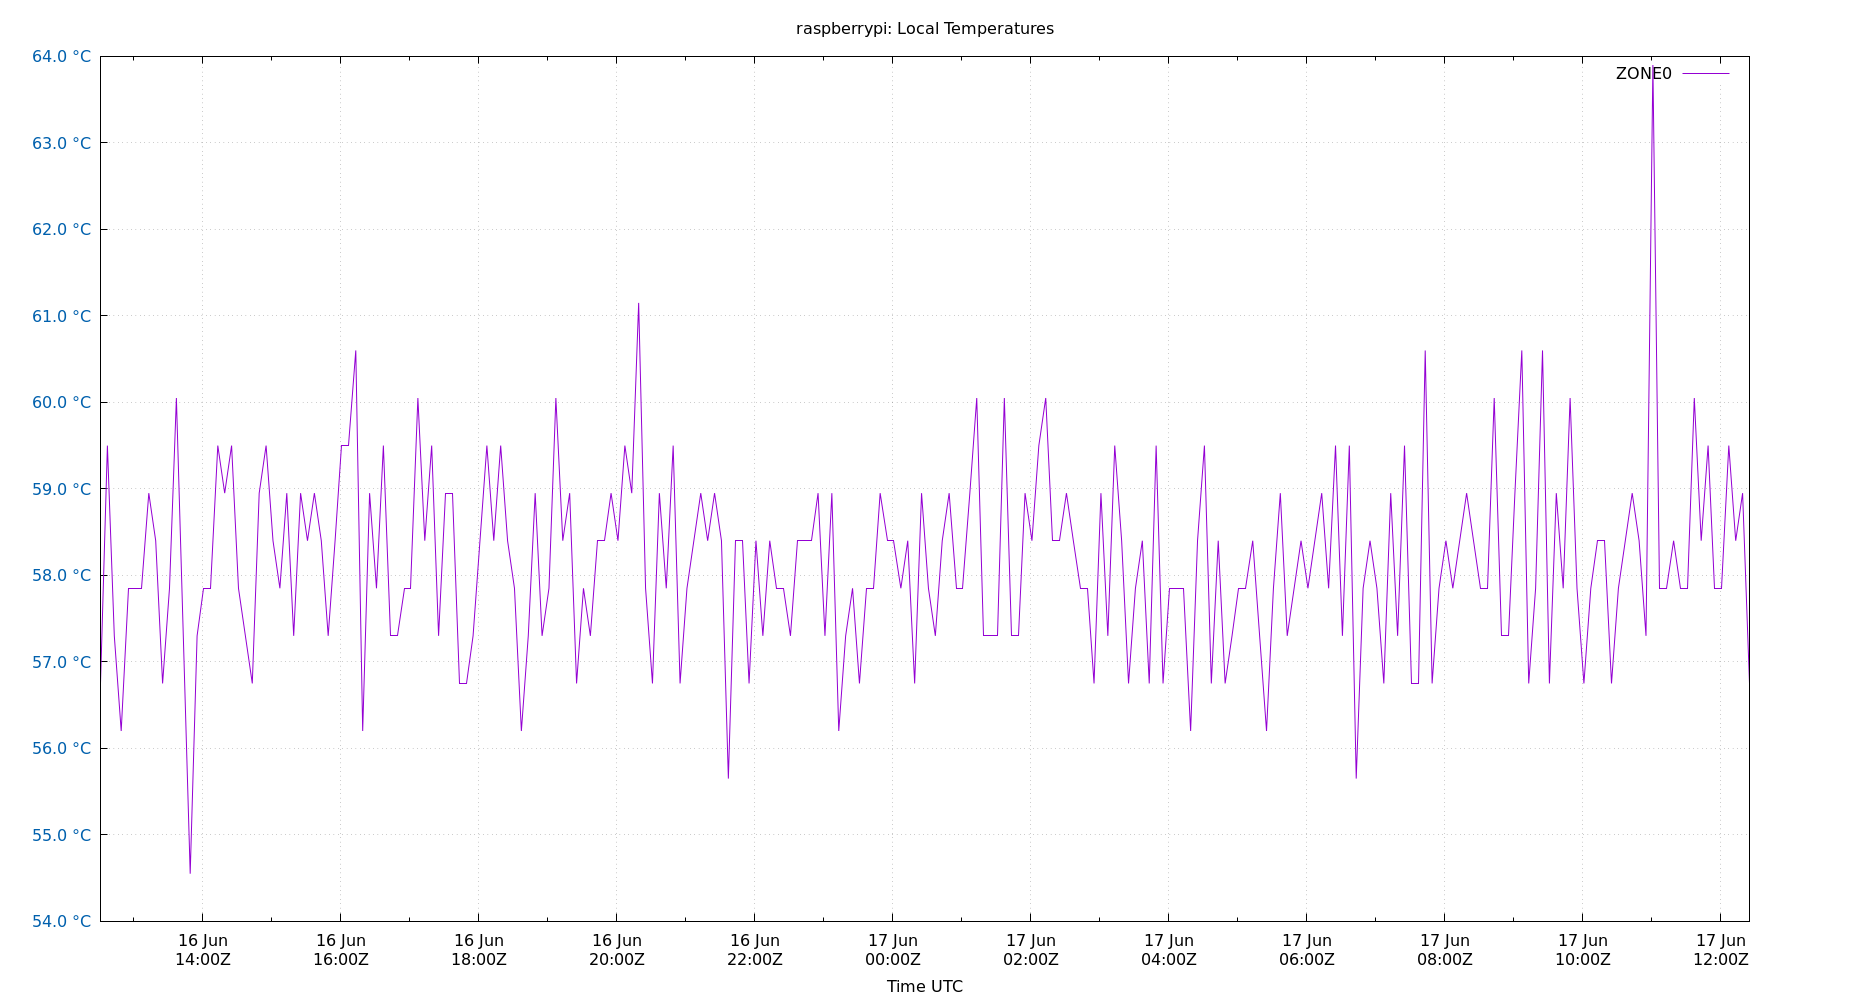 raspberrypi: Local Temperatures
64.0 °C
63.0 °C
62.0 °C
61.0 °C
60.0 °C
59.0 °C
58.0 °C
57.0 °C
56.0 °C
55.0 °C
54.0 °C
ZONE0
16 Jun 16 Jun 16 Jun 16 Jun 16 Jun 17 Jun 17 Jun 17 Jun 17 Jun 17 Jun 17 Jun 17 Jun
14:00Z 16:00Z 18:00Z 20:00Z 22:00Z 00:00Z 02:00Z 04:00Z 06:00Z 08:00Z 10:00Z 12:00Z
Time UTC